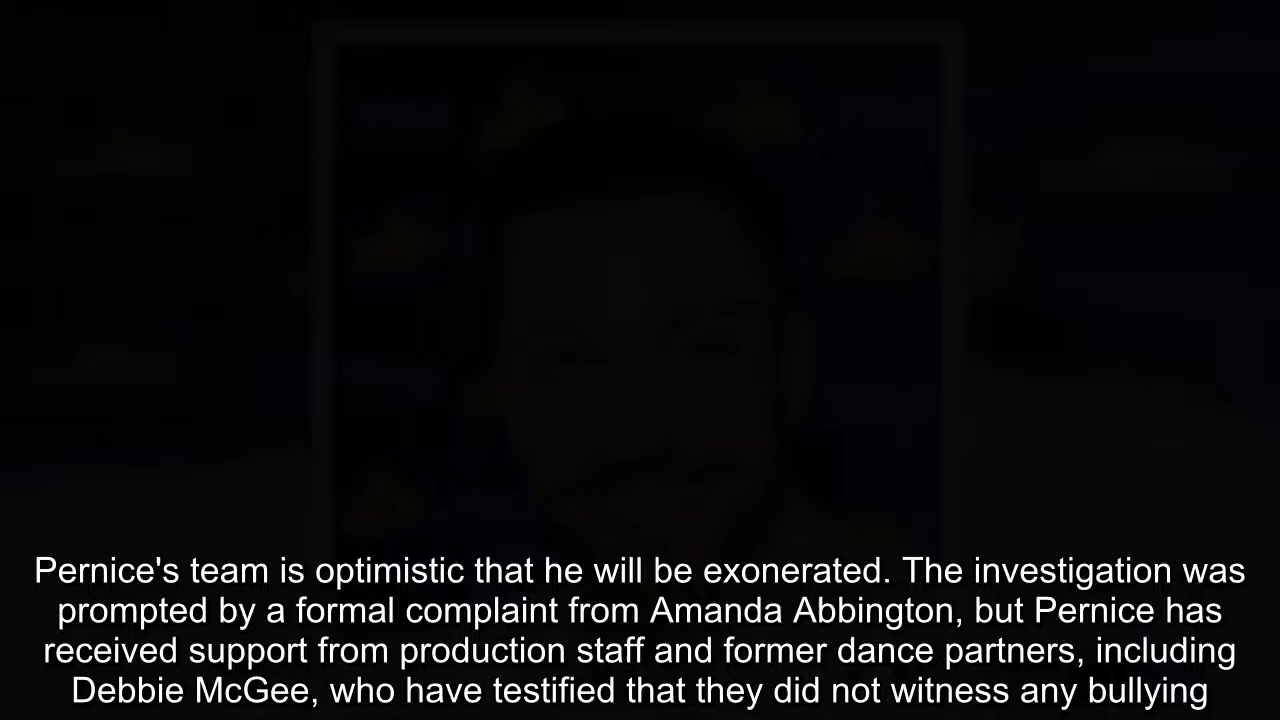 Pernice's team is optimistic that he will be exonerated. The investigation was
prompted by a formal complaint from Amanda Abbington, but Pernice has
received support from production staff and former dance partners, including
Debbie McGee, who have testified that they did not witness any bullying